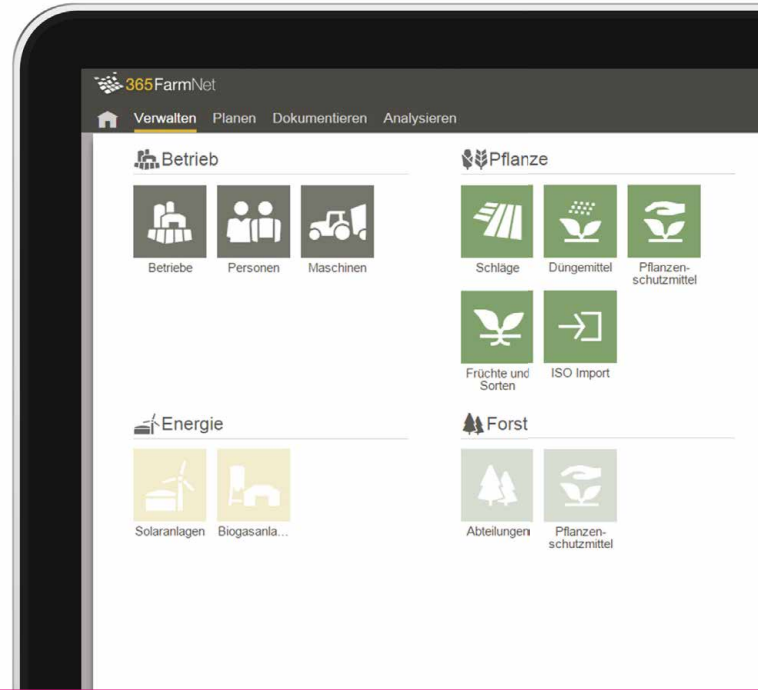 365FarmNet
Verwalten Planen Dokumentieren Analysieren
Betrieb
Betriebe Personen Maschinen
Pflanze
Schläge Düngemittel Pflanzen-
schutzmittel
Früchte und
Sorten
ISO Import
Energie
Solaranlagen Biogasanla...
Forst
Abteilungen Pflanzen-
schutzmittel